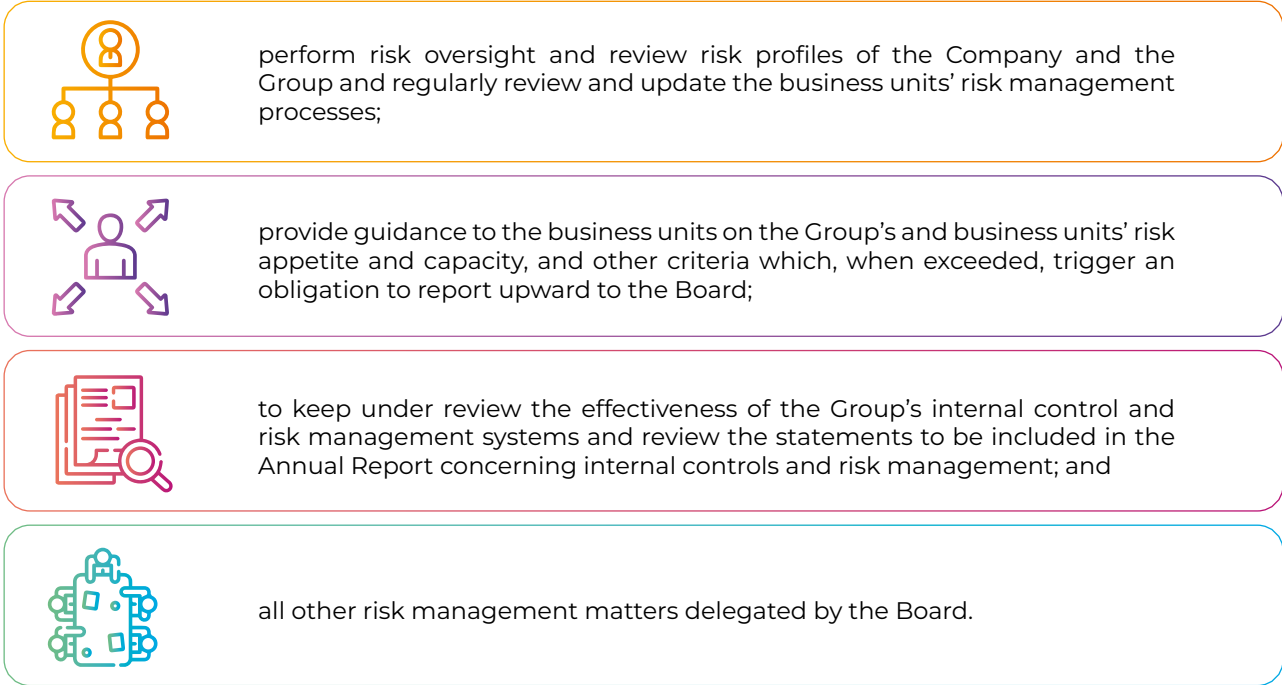 perform risk oversight and review risk profiles of the Company and the
Group and regularly review and update the business units’ risk management
processes;
provide guidance to the business units on the Group’s and business units’ risk
appetite and capacity, and other criteria which, when exceeded, trigger an
obligation to report upward to the Board;
to keep under review the effectiveness of the Group’s internal control and
risk management systems and review the statements to be included in the
Annual Report concerning internal controls and risk management; and
all other risk management matters delegated by the Board.